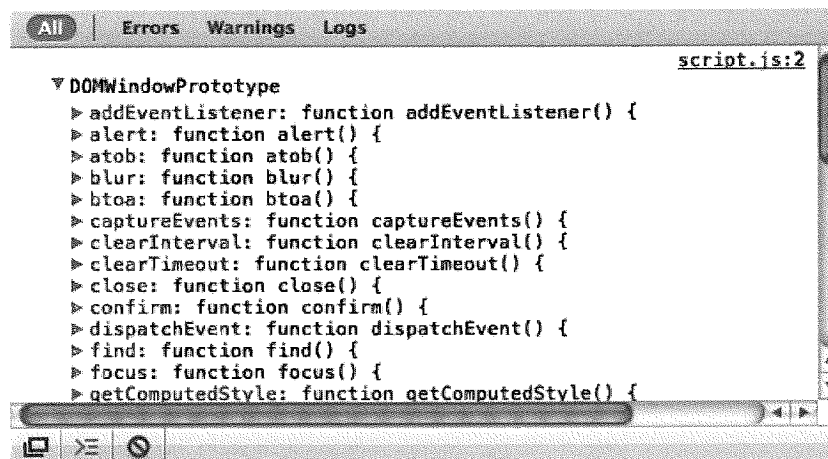 All Errors Warnings Logs
script.js:2
DOMWindowPrototype
addEventListener: function addEventListener() {
alert: function alert() {
atob: function atob() {
blur: function blur() {
btoa: function btoa() {
captureEvents: function captureEvents() {
clearInterval: function clearInterval() {
clearTimeout: function clearTimeout() {
close: function close() {
confirm: function confirm() {
dispatchEvent: function dispatchEvent() {
find: function find() {
focus: function focus() {
getComputedStyle: function getComputedStyle() {